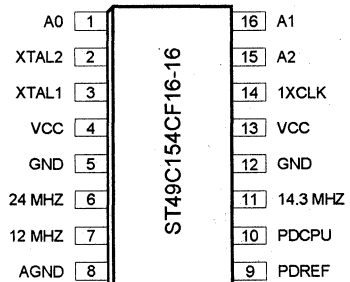 A0 1 16 A1
XTAL2 2 15 A2
XTAL1 3 14 1XCLK
VCC 4 13 VCC
GND 5 12 GND
24 MHZ 6 11 14.3 MHZ
12 MHZ 7 10 PDCPU
AGND 8 9 PDREF
ST49C154CF16-16